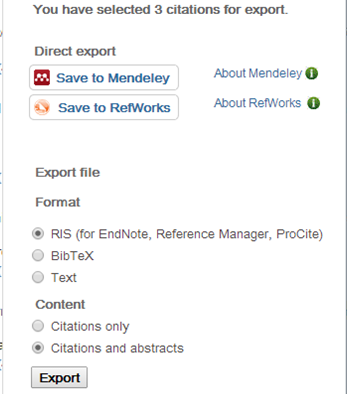 You have selected 3 citations for export.
Direct export
Save to Mendeley About Mendeley
Save to RefWorks About RefWorks
Export file
Format
RIS (for EndNote, Reference Manager, ProCite)
BibTeX
Text
Content
Citations only
Citations and abstracts
Export